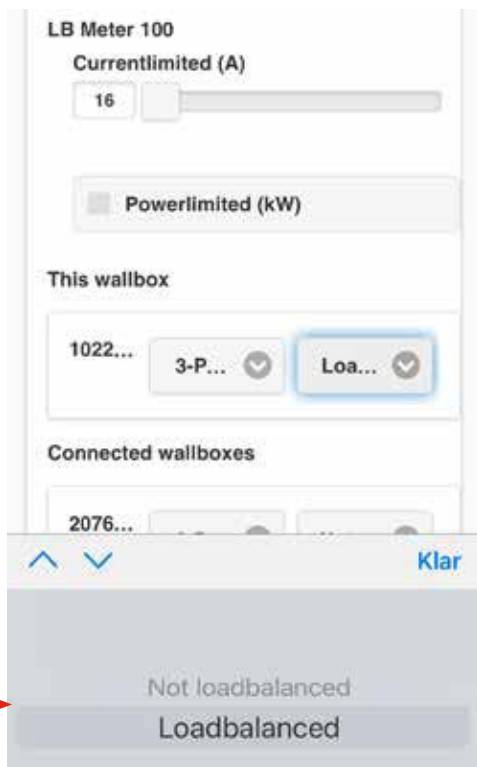 LB Meter 100
Currentlimited (A)
16
Powerlimited (kW)
This wallbox
1022... 3-P... Loa...
Connected wallboxes
2076...
Klar
Not loadbalanced
Loadbalanced